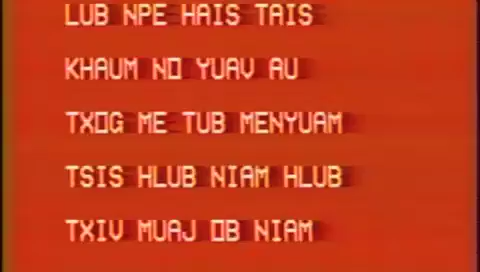 LUB NPE HAIS TAIS
KHAUM NO YUAV AU
TXOG ME TUB MENYUAM
TSIS HLUB NIAM HLUB
TXIV MUAJ OB NIAM